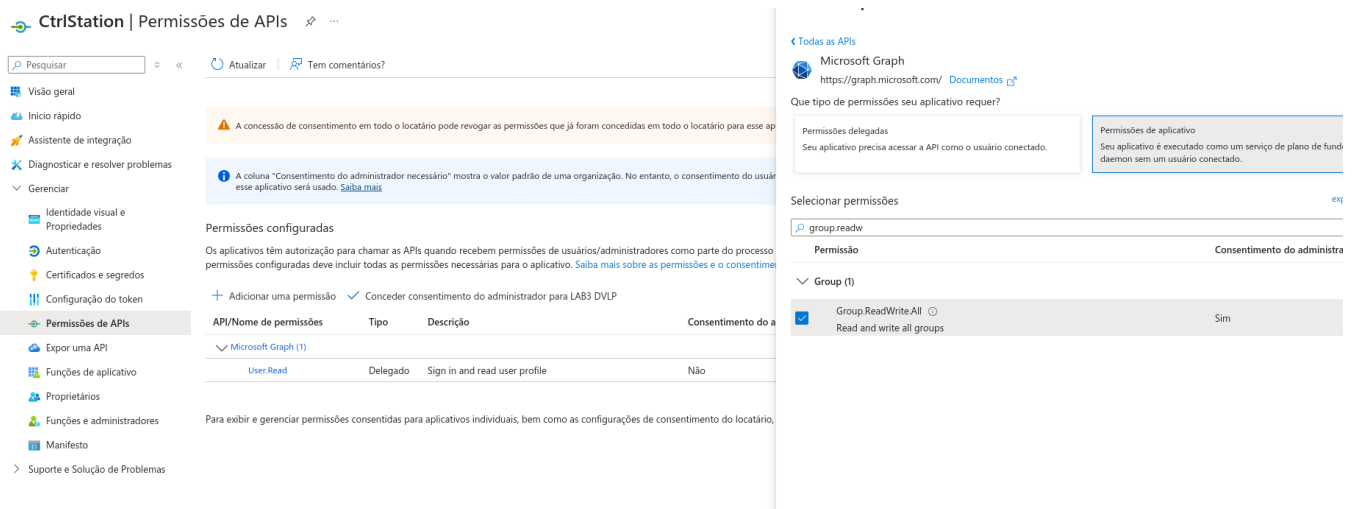 CtrlStation | Permissões de APIs
Pesquisar
Visão geral
Início rápido
Assistente de integração
Diagnosticar e resolver problemas
Gerenciar
Identidade visual e
Propriedades
Autenticação
Certificados e segredos
Configuração do token
Permissões de APIs
Expor uma API
Funções de aplicativo
Proprietários
Funções e administradores
Manifesto
Suporte e Solução de Problemas
Atualizar
Tem comentários?
A concessão de consentimento em todo o locatário pode revogar as permissões que já foram concedidas em todo o locatário para esse ap
A coluna "Consentimento do administrador necessário" mostra o valor padrão de uma organização. No entanto, o consentimento do usuár
esse aplicativo será usado. Saiba mais
Permissões configuradas
Os aplicativos têm autorização para chamar as APIs quando recebem permissões de usuários/administradores como parte do processo
permissões configuradas deve incluir todas as permissões necessárias para o aplicativo. Saiba mais sobre as permissões e o consentime
Adicionar uma permissão
Conceder consentimento do administrador para LAB3 DVLP
API/Nome de permissões Tipo Descrição Consentimento do a
Microsoft Graph (1)
User.Read Delegado Sign in and read user profile Não
Para exibir e gerenciar permissões consentidas para aplicativos individuais, bem como as configurações de consentimento do locatário,
Todas as APIs
Microsoft Graph
https://graph.microsoft.com/ Documentos
Que tipo de permissões seu aplicativo requer?
Permissões delegadas
Seu aplicativo precisa acessar a API como o usuário conectado.
Permissões de aplicativo
Seu aplicativo é executado como um serviço de plano de fund
daemon sem um usuário conectado.
Selecionar permissões
exp
group.readw
Permissão Consentimento do administra
Group (1)
Group.ReadWrite.All
Read and write all groups
Sim